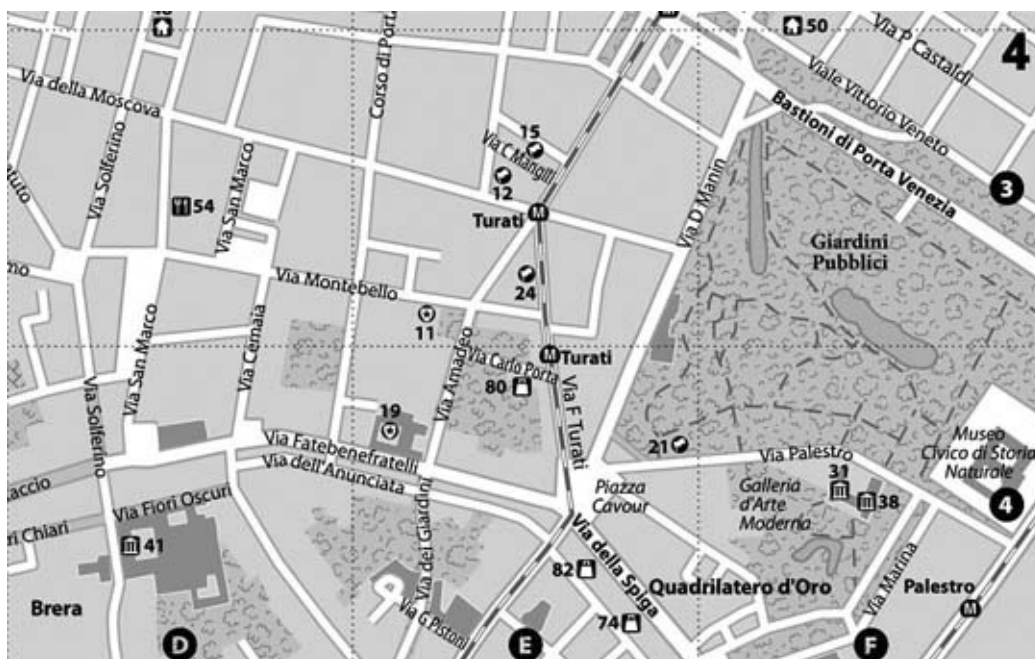 50
4
Via P Castaldi
Corso di Porta
Via della Moscova
Viale Vittorio Veneto
Bastioni di Porta Venezia
15
Via C Mangili
12
3
Via Solferino
54
Via San Marco
Turati
Via D Manin
Giardini
Pubblici
Via Montebello
24
11
Via San Marco
Via Cernaia
Via Amadeo
Turati
Via Carlo Porta
80
Via F Turati
Via Solferino
19
Via Fatebenefratelli
Via dell'Anunciata
21
Via Palestro
Museo
Civico di Storia
Naturale
31
38
4
Piazza
Cavour
Galleria
d'Arte
Moderna
Via Fiori Oscuri
ri Chiari
41
Via dei Giardini
Via della Spiga
82
Quadrilatero d'Oro
Via Marina
Palestro
Brera
Via G Pistoni
74
D
E
F